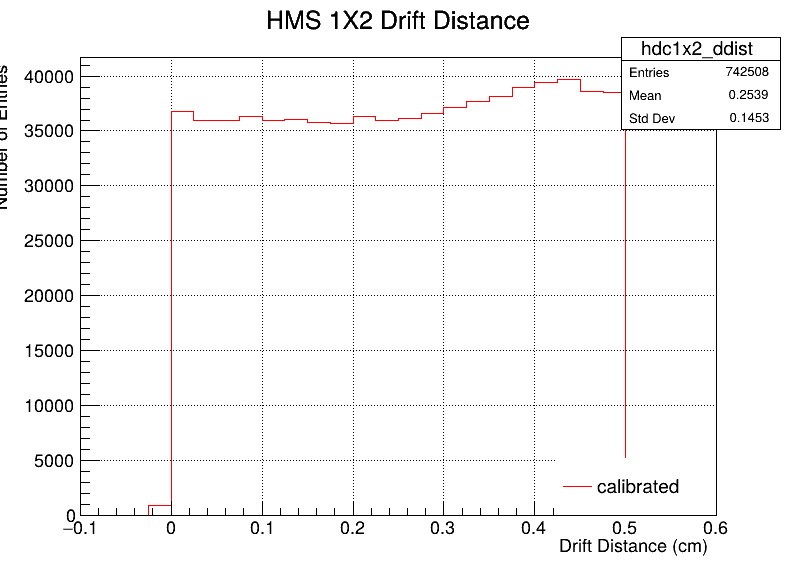 HMS 1X2 Drift Distance
hdc1x2_ddist
Entries 742508
Mean 0.2539
Std Dev 0.1453
Number of Entries
40000
35000
30000
25000
20000
15000
10000
5000
0
−0.1 0 0.1 0.2 0.3 0.4 0.5 0.6
calibrated
Drift Distance (cm)